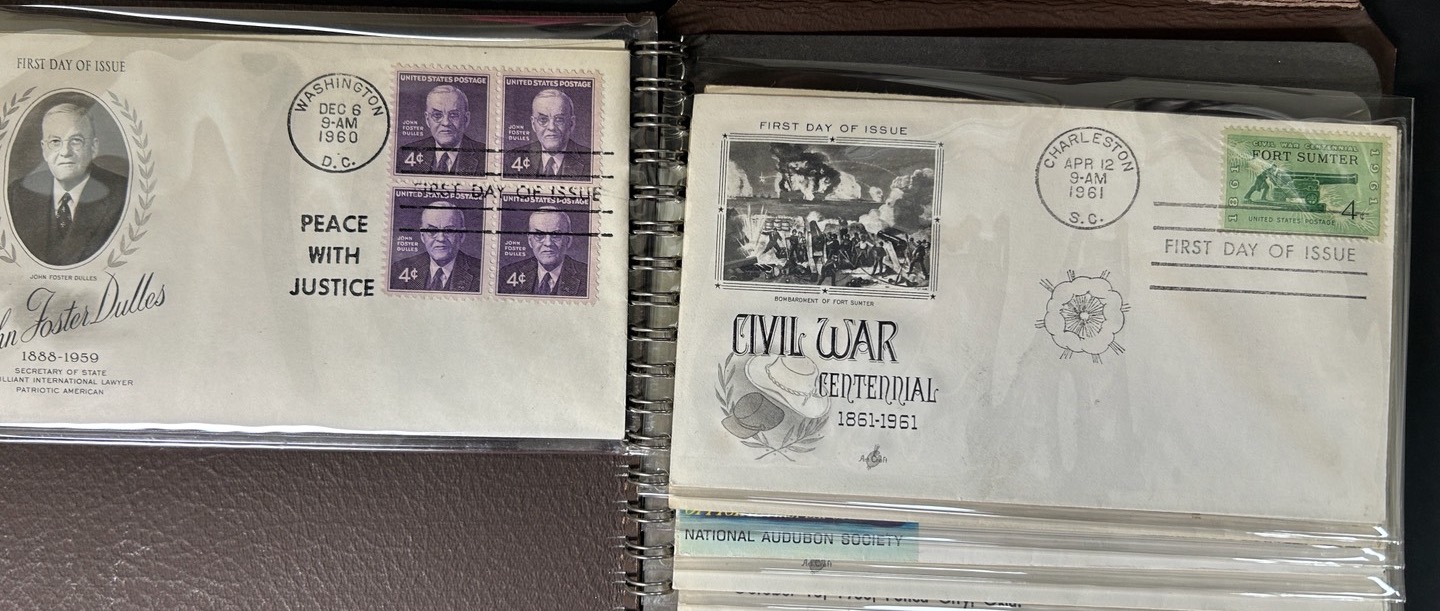 FIRST DAY OF ISSUE
JOHN FOSTER DULLES
hn Foster Dulles
1888-1959
SECRETARY OF STATE
LLIANT INTERNATIONAL LAWYER
PATRIOTIC AMERICAN
WASHINGTON
DEC 6
9-AM
1960
D.C.
PEACE
WITH
JUSTICE
UNITED STATES POSTAGE
JOHN
FOSTER
DULLES
4¢
UNITED STATES POSTAGE
JOHN
FOSTER
DULLES
4¢
FIRST DAY OF ISSUE
UNITED STATES POSTAGE
JOHN
FOSTER
DULLES
4¢
UNITED STATES POSTAGE
JOHN
FOSTER
DULLES
4¢
FIRST DAY OF ISSUE
BOMBARDMENT OF FORT SUMTER
CIVIL WAR
CENTENNIAL
1861-1961
ArtCraft
CHARLESTON
APR 12
9-AM
1961
S.C.
CIVIL WAR CENTENNIAL
FORT SUMTER
1861
1961
UNITED STATES POSTAGE
4¢
FIRST DAY OF ISSUE
NATIONAL AUDUBON SOCIETY
ArtCraft